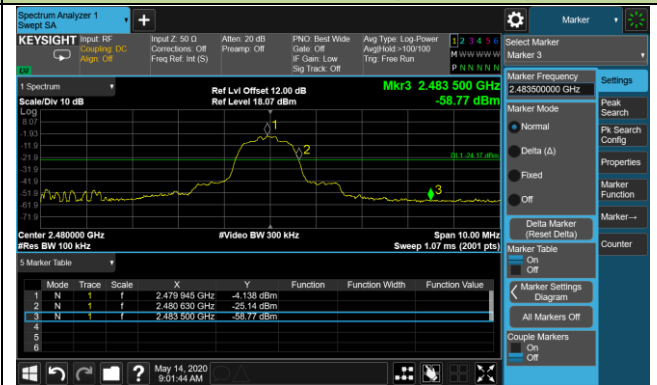 Spectrum Analyzer 1
Swept SA
Marker
KEYSIGHT
Input: RF
Coupling: DC
Align: Off
Input Z: 50 Ω
Corrections: Off
Freq Ref: Int (S)
Atten: 20 dB
Preamp: Off
PNO: Best Wide
Gate: Off
IF Gain: Low
Sig Track: Off
Avg Type: Log-Power
Avg|Hold:>100/100
Trig: Free Run
1 2 3 4 5 6
M W W W W W
P N N N N N
Select Marker
Marker 3
1 Spectrum
Scale/Div 10 dB
Log
Ref Lvl Offset 12.00 dB
Ref Level 18.07 dBm
Mkr3 2.483 500 GHz
-58.77 dBm
8.07
-1.93
-11.9
-21.9
-31.9
-41.9
-51.9
-61.9
-71.9
1
2
3
DL1 -24.17 dBm
Center 2.480000 GHz
#Video BW 300 kHz
Span 10.00 MHz
#Res BW 100 kHz
Sweep 1.07 ms (2001 pts)
5 Marker Table
Mode Trace Scale X Y Function Function Width Function Value
1 N 1 f 2.479 945 GHz -4.138 dBm
2 N 1 f 2.480 630 GHz -25.14 dBm
3 N 1 f 2.483 500 GHz -58.77 dBm
4
5
6
Marker Frequency
2.483500000 GHz
Marker Mode
Normal
Delta (Δ)
Fixed
Off
Delta Marker
(Reset Delta)
Marker Table
On
Off
Marker Settings
Diagram
All Markers Off
Couple Markers
On
Off
Settings
Peak
Search
Pk Search
Config
Properties
Marker
Function
Marker→
Counter
May 14, 2020
9:01:44 AM